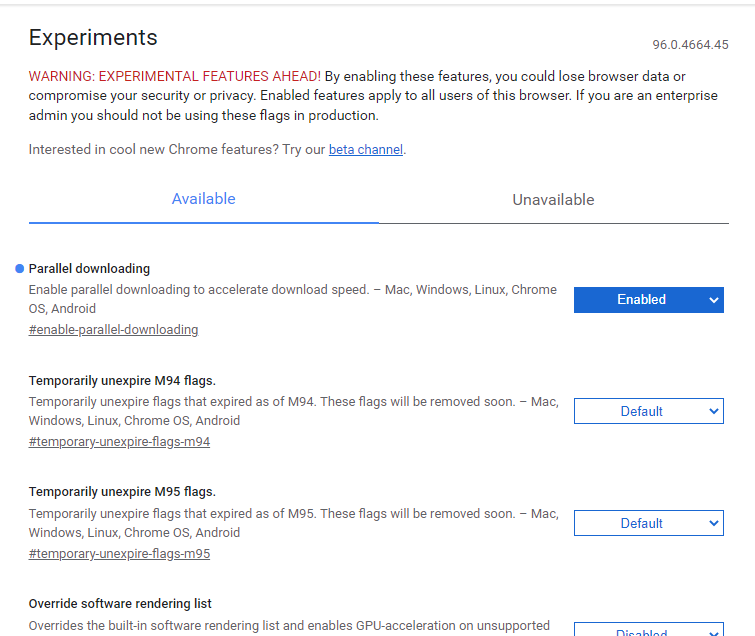 Experiments
96.0.4664.45
WARNING: EXPERIMENTAL FEATURES AHEAD! By enabling these features, you could lose browser data or
compromise your security or privacy. Enabled features apply to all users of this browser. If you are an enterprise
admin you should not be using these flags in production.
Interested in cool new Chrome features? Try our beta channel.
Available
Unavailable
Parallel downloading
Enable parallel downloading to accelerate download speed. – Mac, Windows, Linux, Chrome
OS, Android
#enable-parallel-downloading
Enabled
Temporarily unexpire M94 flags.
Temporarily unexpire flags that expired as of M94. These flags will be removed soon. – Mac,
Windows, Linux, Chrome OS, Android
#temporary-unexpire-flags-m94
Default
Temporarily unexpire M95 flags.
Temporarily unexpire flags that expired as of M95. These flags will be removed soon. – Mac,
Windows, Linux, Chrome OS, Android
#temporary-unexpire-flags-m95
Default
Override software rendering list
Overrides the built-in software rendering list and enables GPU-acceleration on unsupported
Disabled